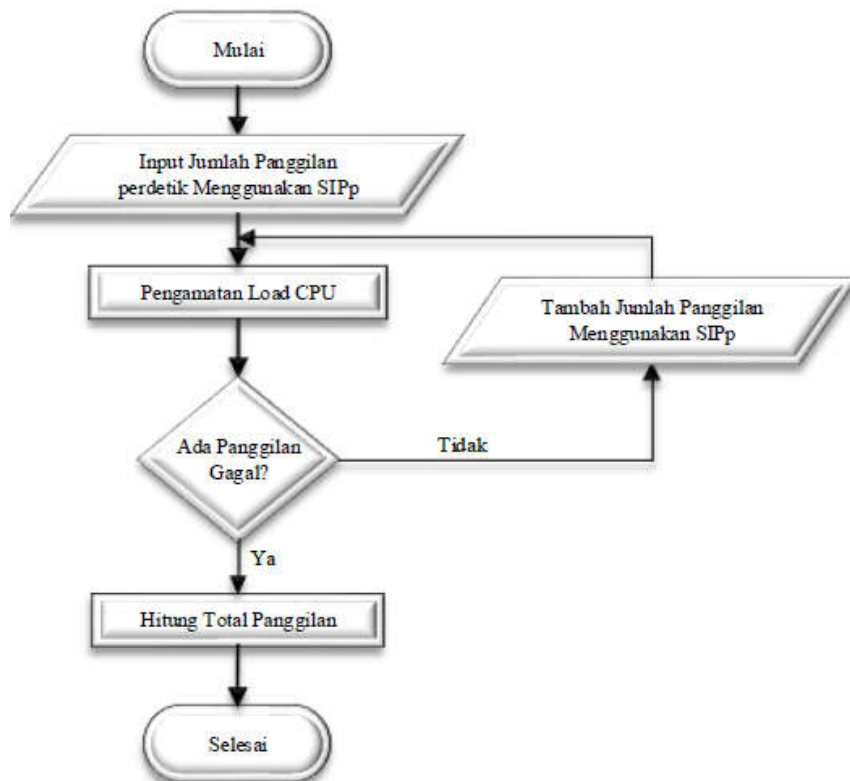 Mulai
Input Jumlah Panggilan
perdetik Menggunakan SIPp
Pengamatan Load CPU
Tambah Jumlah Panggilan
Menggunakan SIPp
Ada Panggilan
Gagal?
Tidak
Ya
Hitung Total Panggilan
Selesai